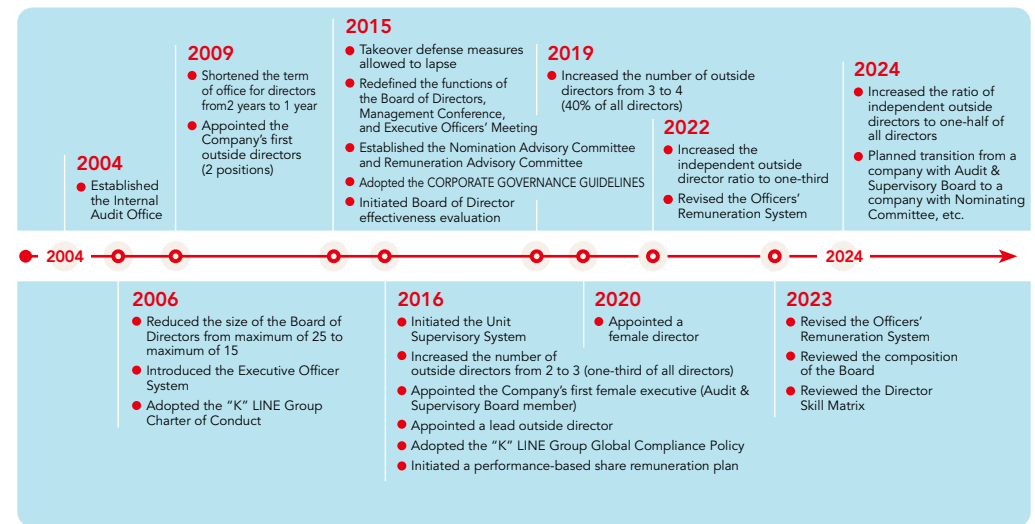 2004
Established
the Internal
Audit Office
2009
Shortened the term
of office for directors
from2 years to 1 year
Appointed the
Company's first
outside directors
(2 positions)
2015
Takeover defense measures
allowed to lapse
Redefined the functions of
the Board of Directors,
Management Conference,
and Executive Officers' Meeting
Established the Nomination Advisory Committee
and Remuneration Advisory Committee
Adopted the CORPORATE GOVERNANCE GUIDELINES
Initiated Board of Director
effectiveness evaluation
2019
Increased the number of outside
directors from 3 to 4
(40% of all directors)
2022
Increased the
independent outside
director ratio to one-third
Revised the Officers'
Remuneration System
2024
Increased the ratio of
independent outside
directors to one-half of
all directors
Planned transition from a
company with Audit &
Supervisory Board to a
company with Nominating
Committee, etc.
2004
2024
2006
Reduced the size of the Board of
Directors from maximum of 25 to
maximum of 15
Introduced the Executive Officer
System
Adopted the “K” LINE Group
Charter of Conduct
2016
Initiated the Unit
Supervisory System
Increased the number of
outside directors from 2 to 3 (one-third of all directors)
Appointed the Company's first female executive (Audit &
Supervisory Board member)
Appointed a lead outside director
Adopted the “K” LINE Group Global Compliance Policy
Initiated a performance-based share remuneration plan
2020
Appointed a
female director
2023
Revised the Officers'
Remuneration System
Reviewed the composition
of the Board
Reviewed the Director
Skill Matrix